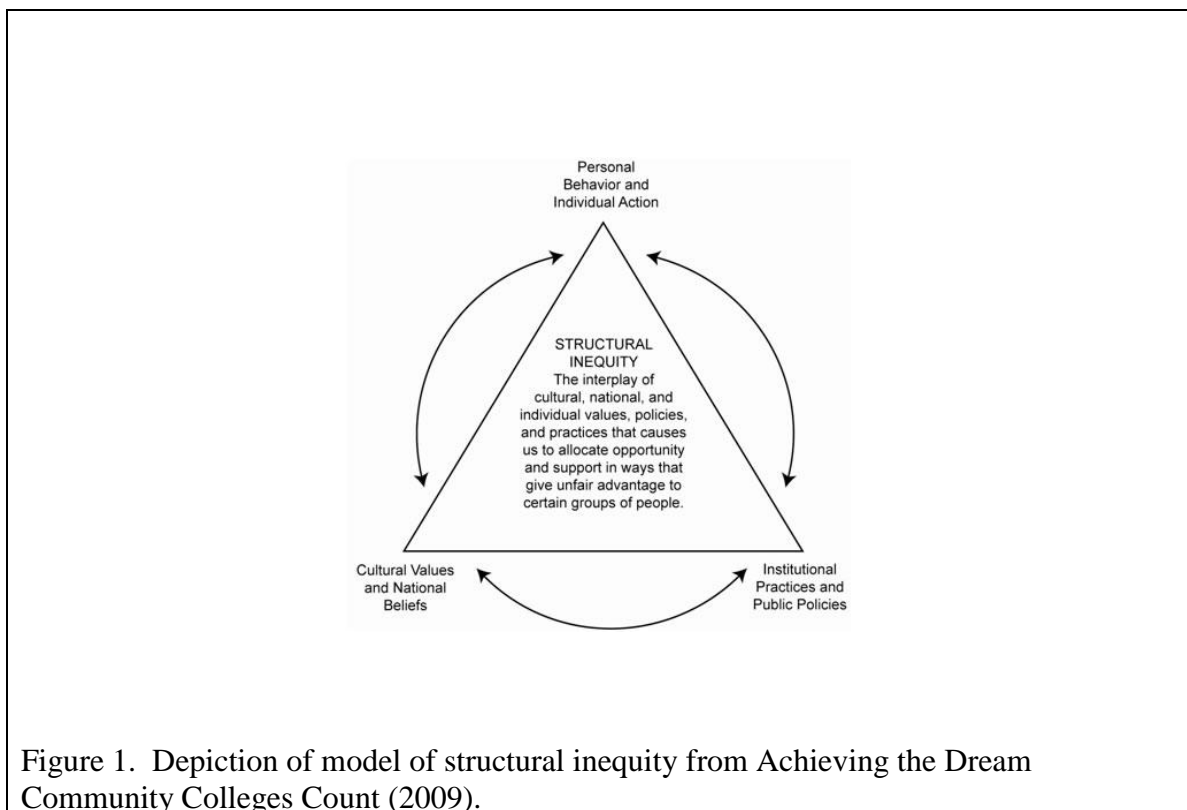 Personal
Behavior and
Individual Action
STRUCTURAL
INEQUITY
The interplay of
cultural, national, and
individual values, policies,
and practices that causes
us to allocate opportunity
and support in ways that
give unfair advantage to
certain groups of people.
Cultural Values
and National
Beliefs
Institutional
Practices and
Public Policies
Figure 1.  Depiction of model of structural inequity from Achieving the Dream
Community Colleges Count (2009).